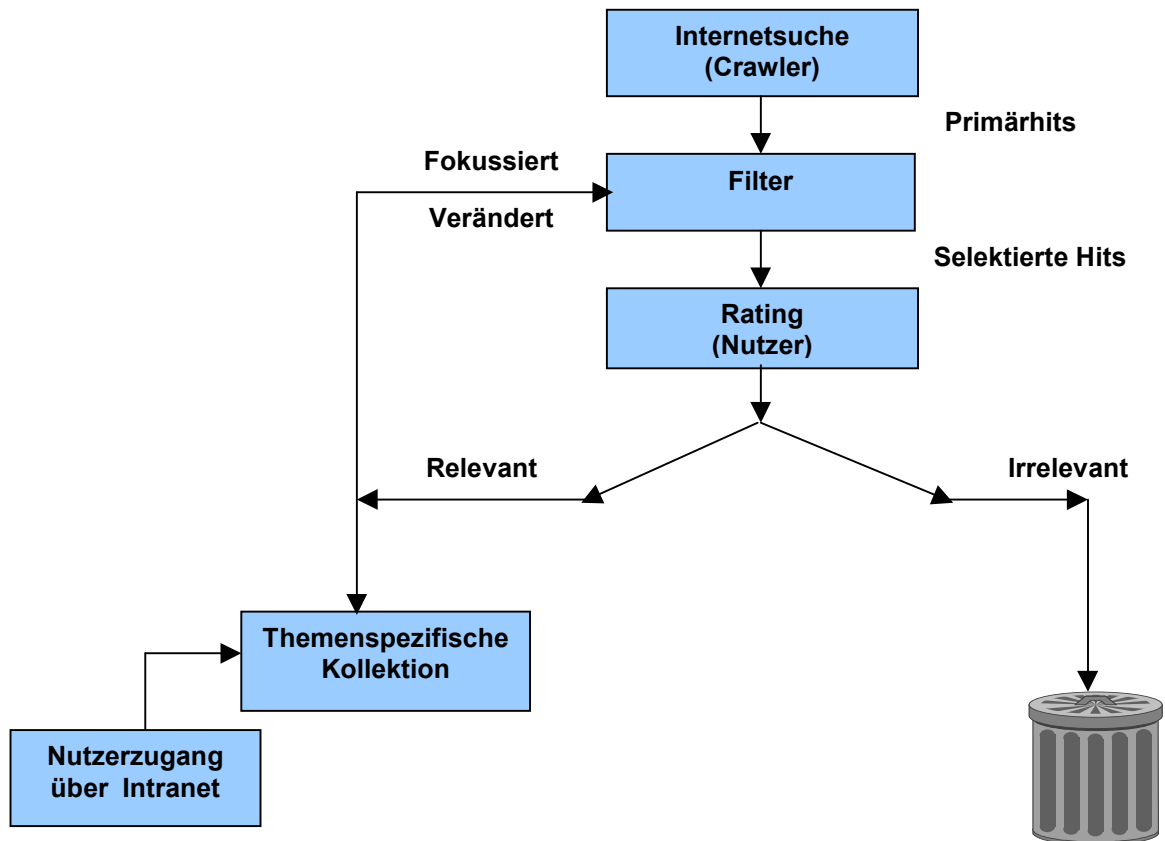 Internetsuche
(Crawler)
Primärhits
Fokussiert
Filter
Verändert
Selektierte Hits
Rating
(Nutzer)
Relevant
Irrelevant
Themenspezifische
Kollektion
Nutzerzugang
über Intranet